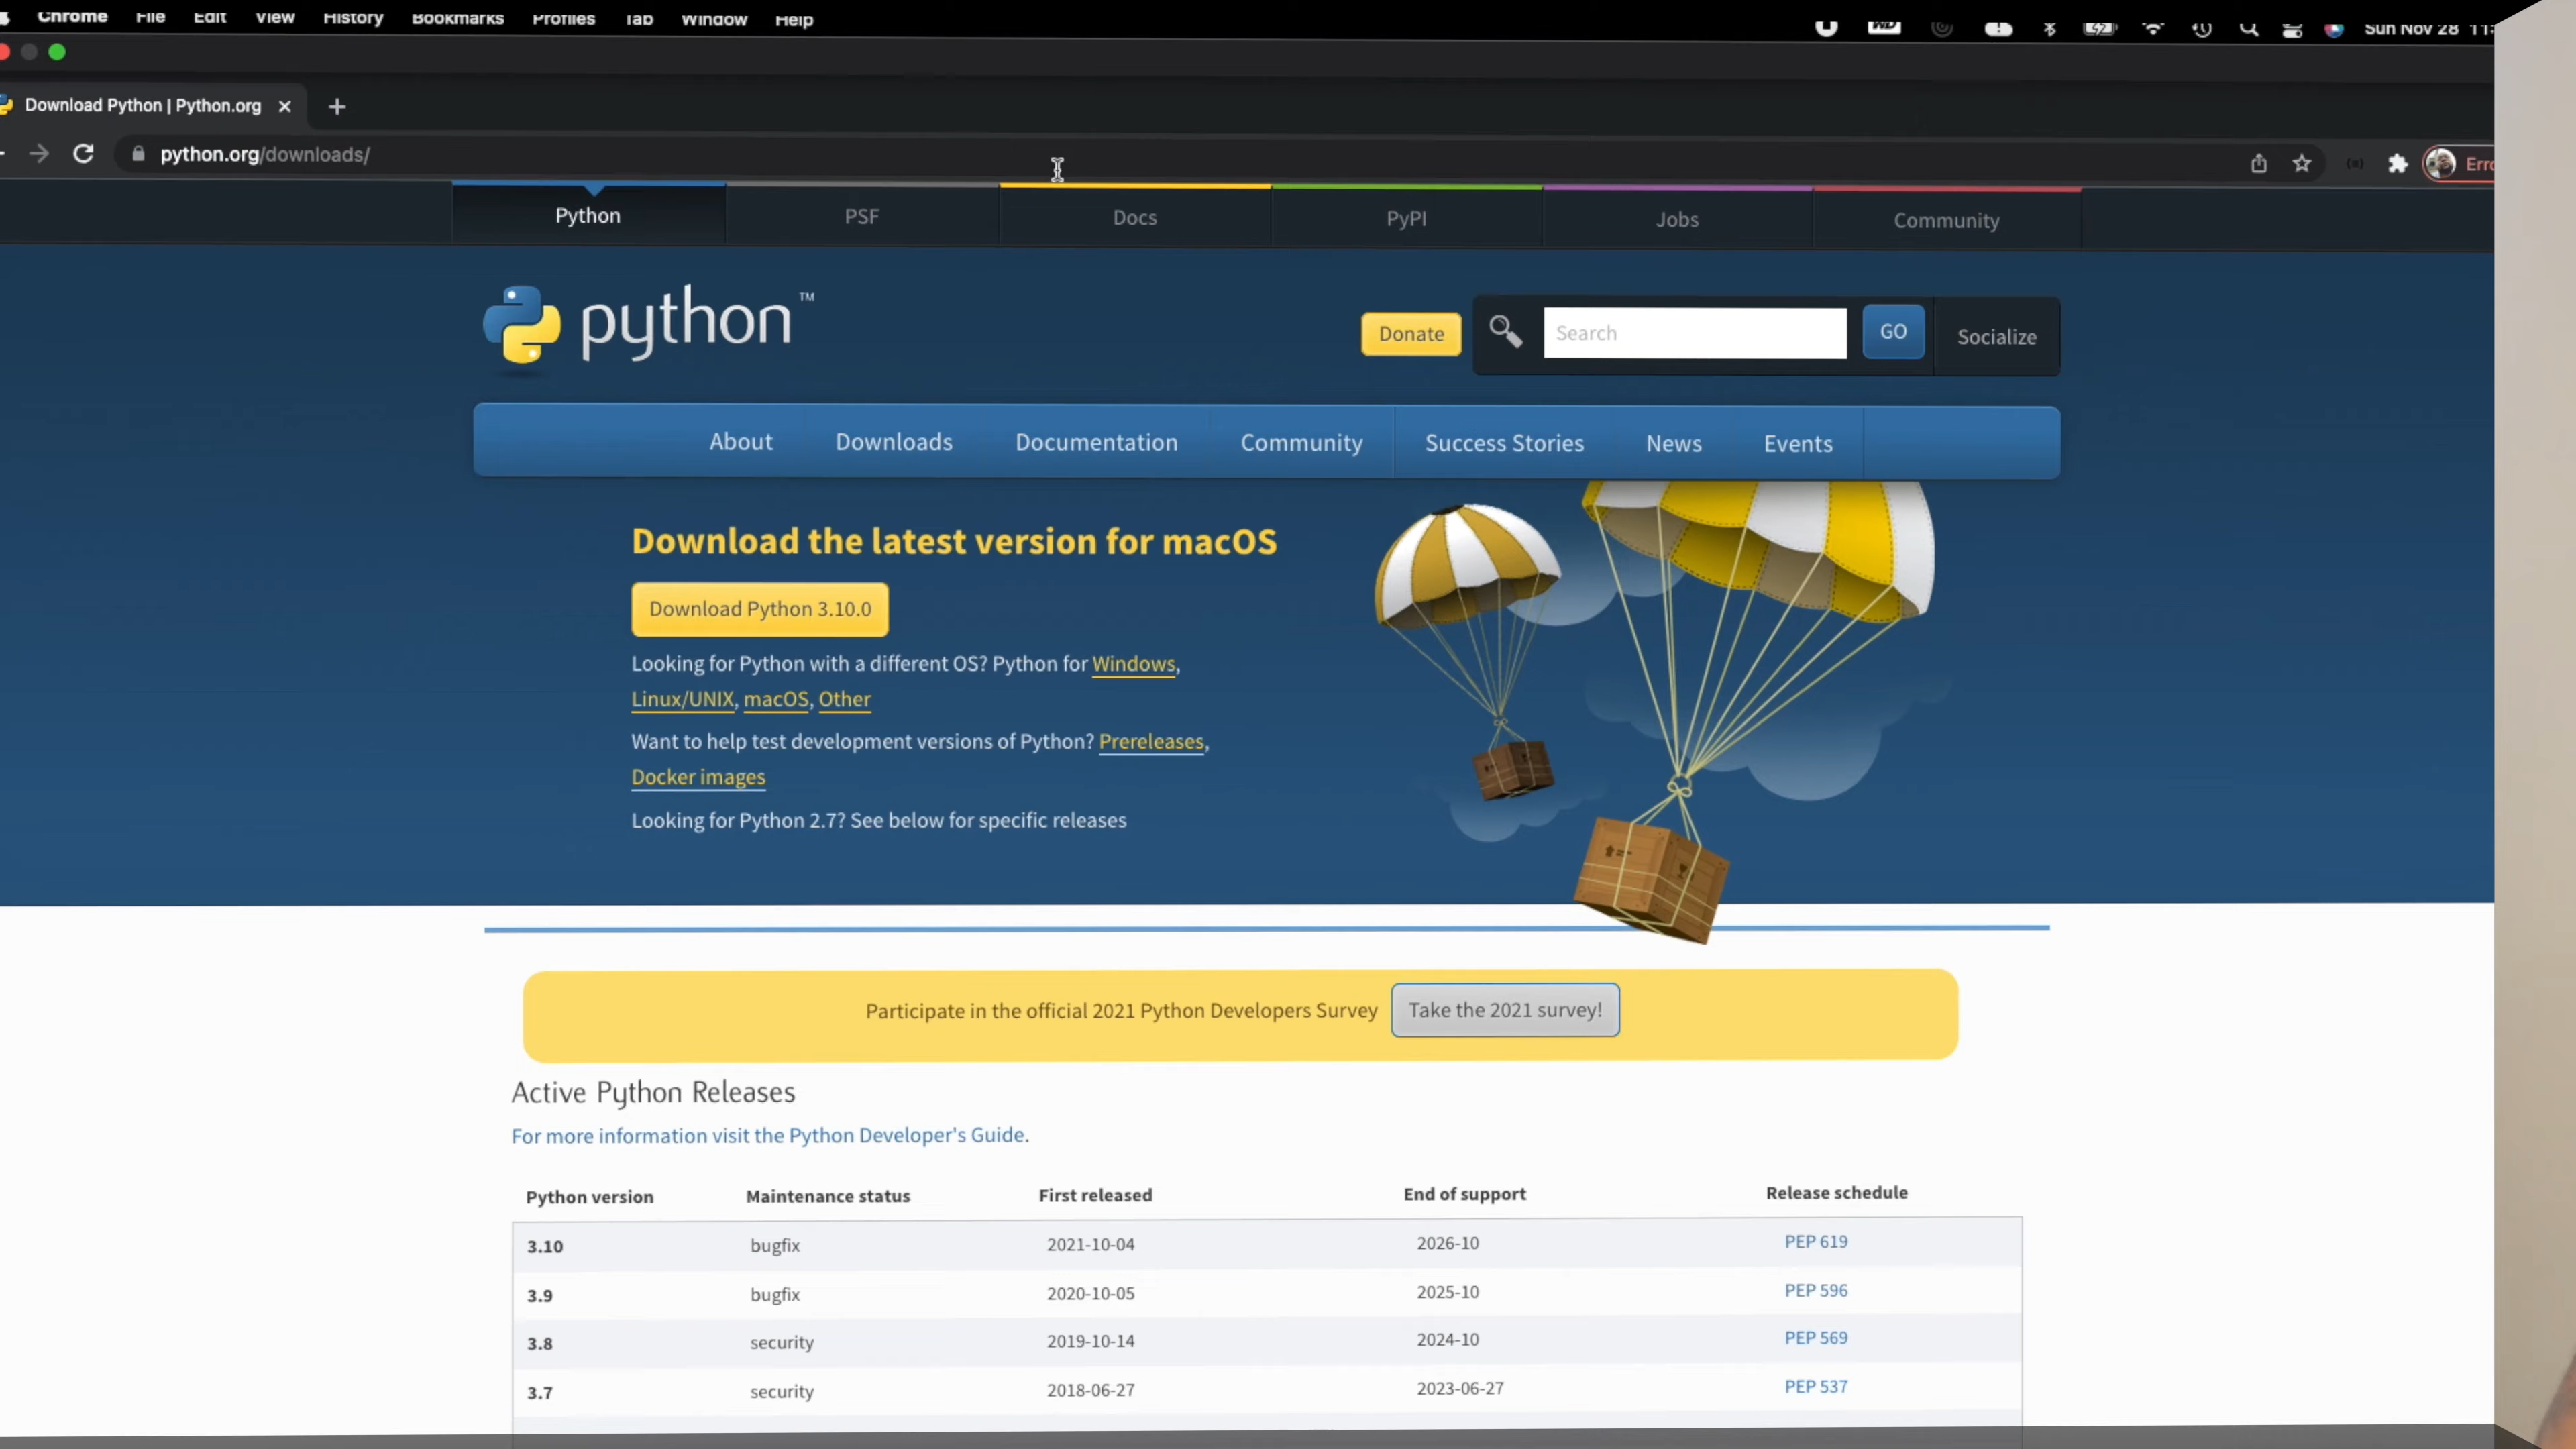 Chrome File Edit View History Bookmarks Profiles Tab Window Help
WD
Sun Nov 28
Download Python | Python.org
python.org/downloads/
Python PSF Docs PyPI Jobs Community
python™
Donate Search GO Socialize
About Downloads Documentation Community Success Stories News Events
Download the latest version for macOS
Download Python 3.10.0
Looking for Python with a different OS? Python for Windows,
Linux/UNIX, macOS, Other
Want to help test development versions of Python? Prereleases,
Docker images
Looking for Python 2.7? See below for specific releases
Participate in the official 2021 Python Developers Survey Take the 2021 survey!
Active Python Releases
For more information visit the Python Developer's Guide.
Python version Maintenance status First released End of support Release schedule
3.10 bugfix 2021-10-04 2026-10 PEP 619
3.9 bugfix 2020-10-05 2025-10 PEP 596
3.8 security 2019-10-14 2024-10 PEP 569
3.7 security 2018-06-27 2023-06-27 PEP 537